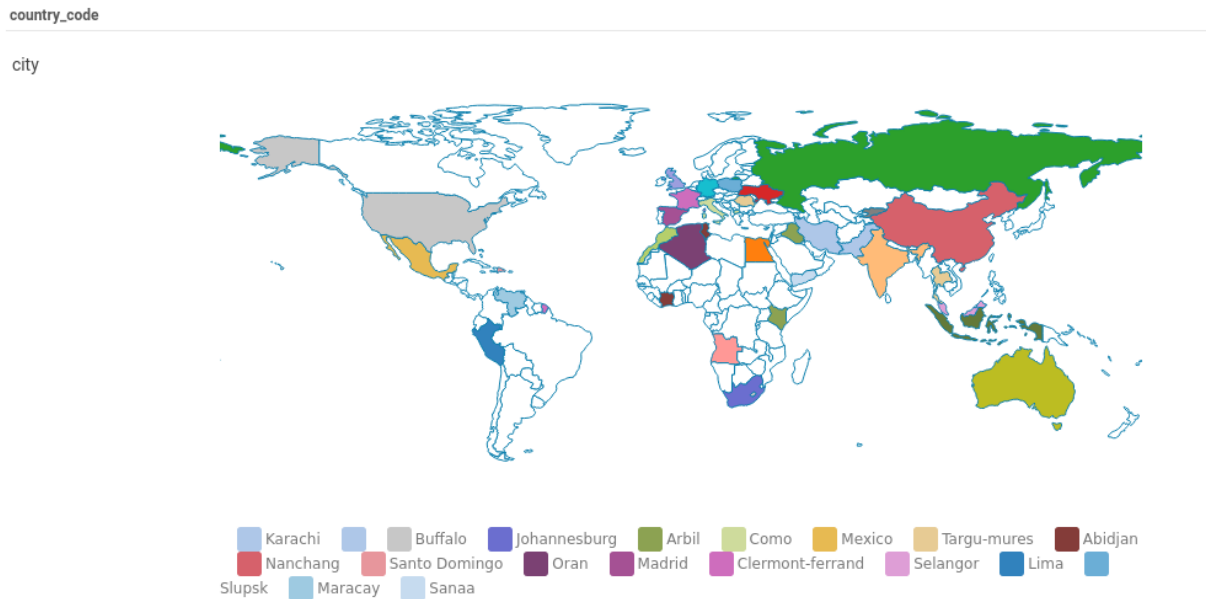 country_code
city
Karachi Buffalo Johannesburg Arbil Como Mexico Targu-mures Abidjan
Nanchang Santo Domingo Oran Madrid Clermont-ferrand Selangor Lima
Slupsk Maracay Sanaa